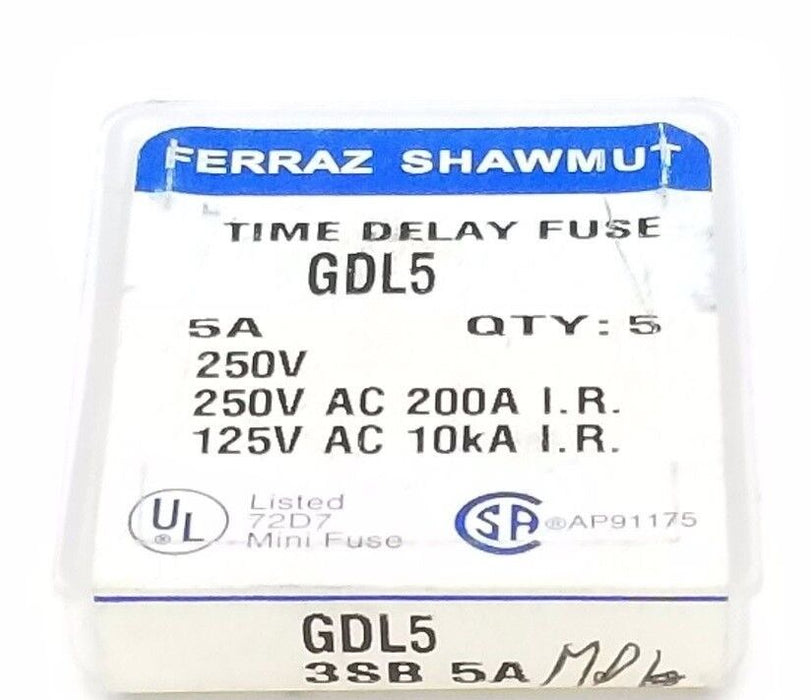 FERRAZ SHAWMUT
TIME DELAY FUSE
GDL5
5A QTY: 5
250V
250V AC 200A I.R.
125V AC 10kA I.R.
UL® Listed
72D7
Mini Fuse
SA ®AP91175
GDL5
3SB 5A